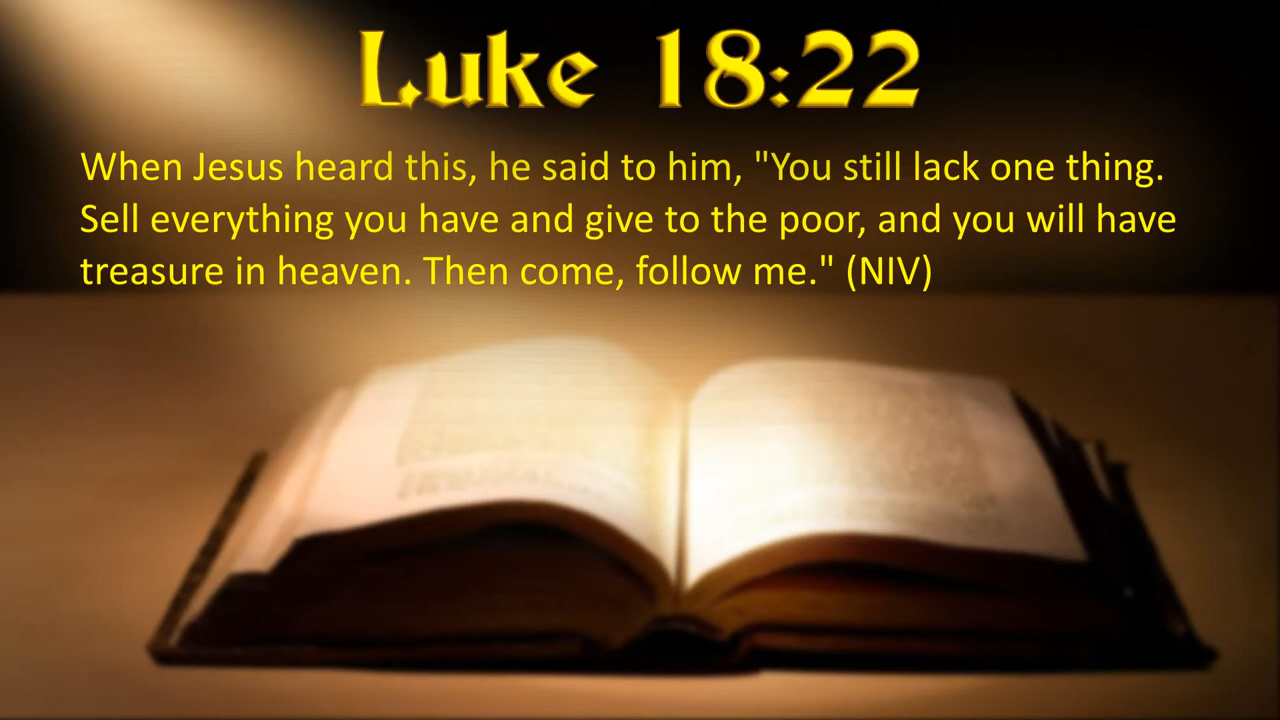 Luke 18:22
When Jesus heard this, he said to him, "You still lack one thing.
Sell everything you have and give to the poor, and you will have
treasure in heaven. Then come, follow me." (NIV)